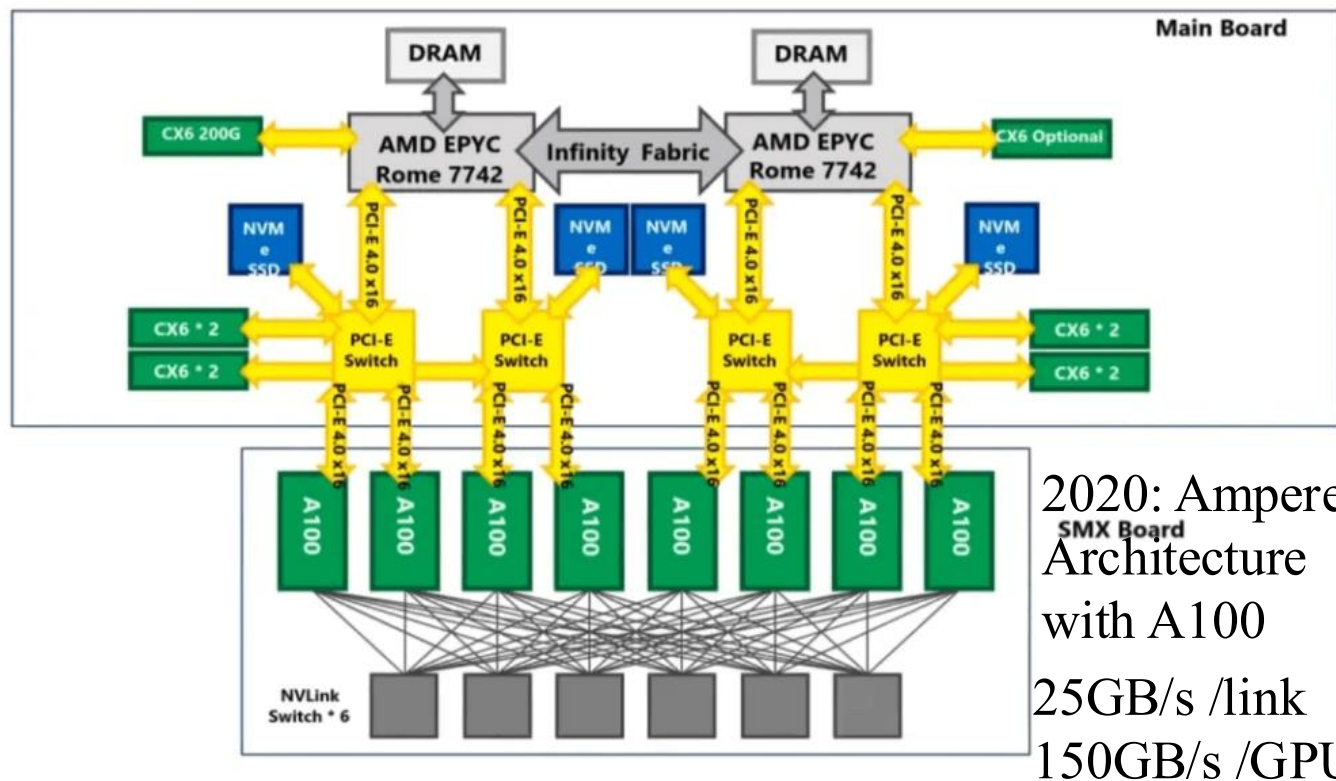 Main Board
DRAM
DRAM
CX6 200G
AMD EPYC
Rome 7742
Infinity Fabric
AMD EPYC
Rome 7742
CX6 Optional
PCI-E 4.0 x16
PCI-E 4.0 x16
PCI-E 4.0 x16
PCI-E 4.0 x16
NVM
e
SSD
NVM
e
SSD
NVM
e
SSD
NVM
e
SSD
CX6 * 2
CX6 * 2
PCI-E
Switch
PCI-E
Switch
PCI-E
Switch
PCI-E
Switch
CX6 * 2
CX6 * 2
PCI-E 4.0 x16
PCI-E 4.0 x16
PCI-E 4.0 x16
PCI-E 4.0 x16
PCI-E 4.0 x16
PCI-E 4.0 x16
PCI-E 4.0 x16
PCI-E 4.0 x16
A100
A100
A100
A100
A100
A100
A100
A100
2020: Ampere
SMX Board
Architecture
with A100
NVLink
Switch * 6
25GB/s /link
150GB/s /GPU